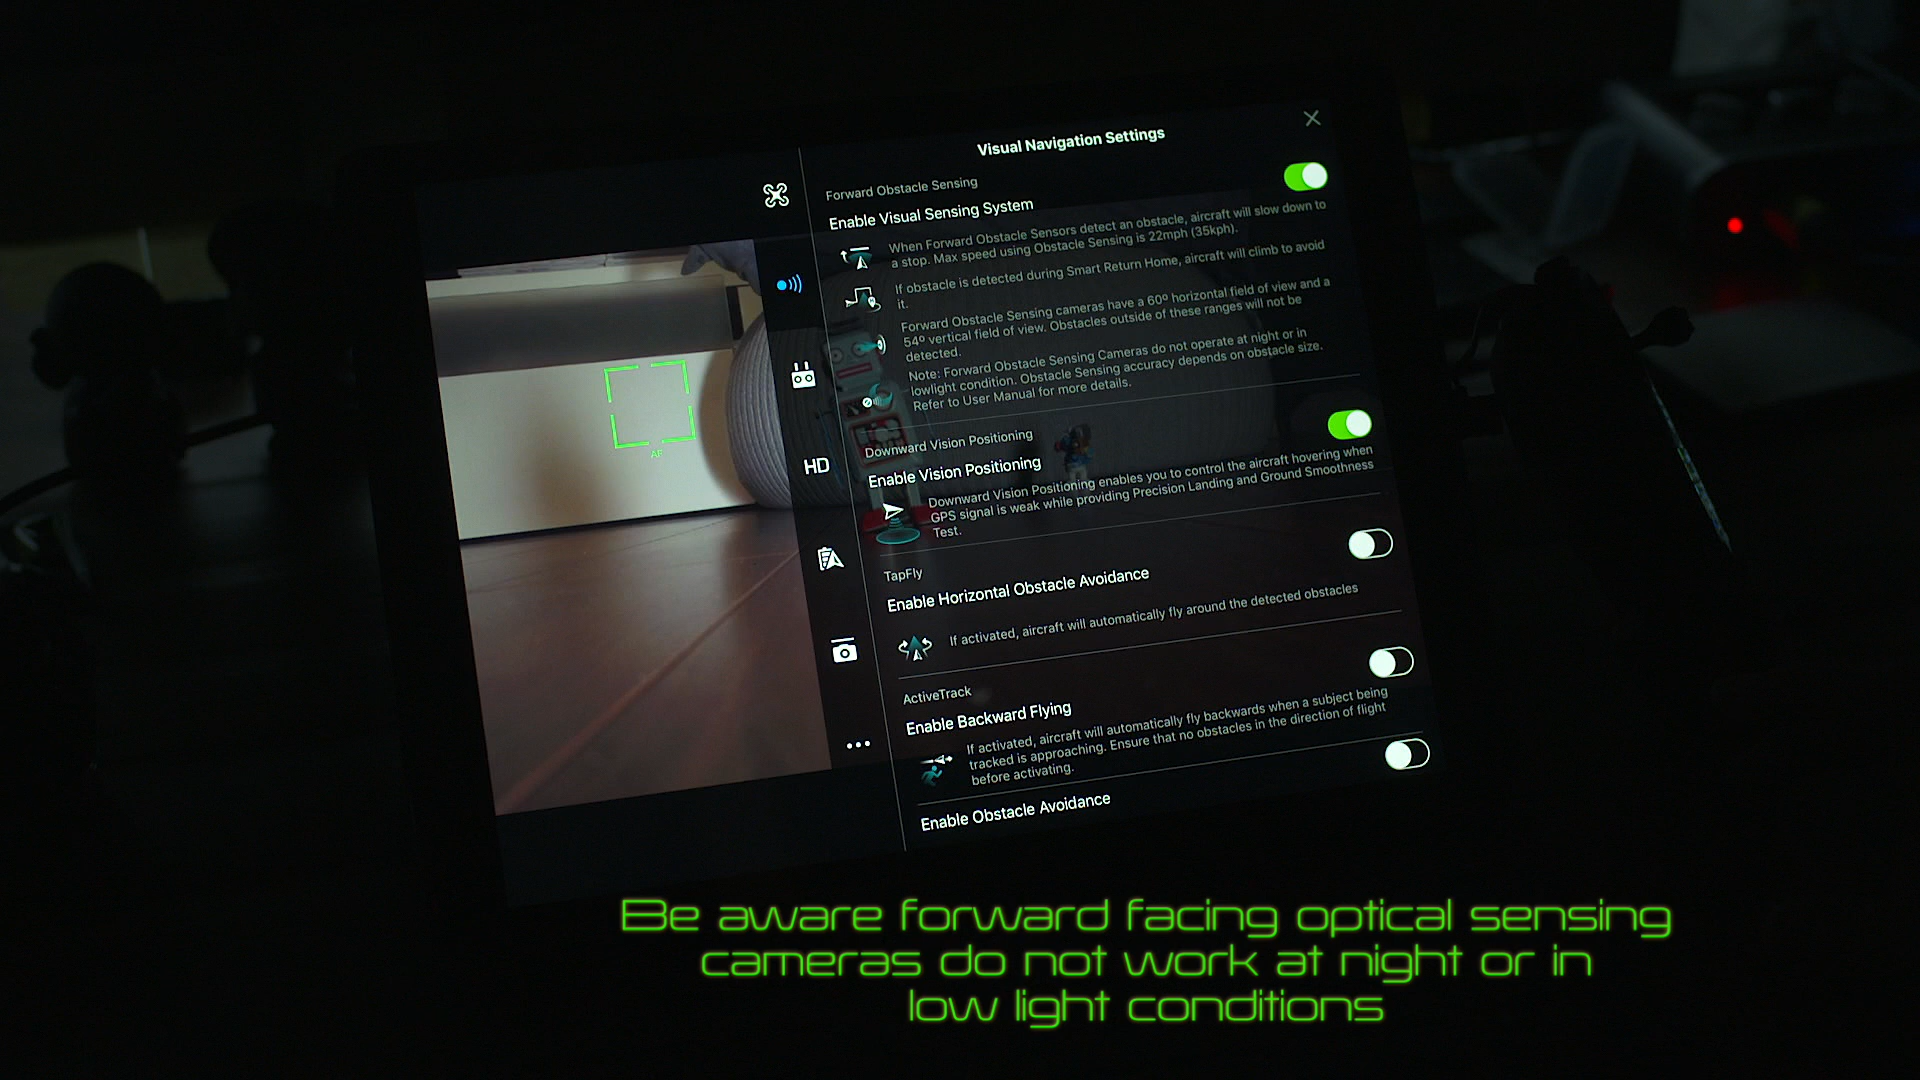 Visual Navigation Settings
Forward Obstacle Sensing
Enable Visual Sensing System
When Forward Obstacle Sensors detect an obstacle, aircraft will slow down to
a stop. Max speed using Obstacle Sensing is 22mph (35kph).
If obstacle is detected during Smart Return Home, aircraft will climb to avoid
it.
Forward Obstacle Sensing cameras have a 60º horizontal field of view and a
54º vertical field of view. Obstacles outside of these ranges will not be
detected.
Note: Forward Obstacle Sensing Cameras do not operate at night or in
lowlight condition. Obstacle Sensing accuracy depends on obstacle size.
Refer to User Manual for more details.
AF
HD
Downward Vision Positioning
Enable Vision Positioning
Downward Vision Positioning enables you to control the aircraft hovering when
GPS signal is weak while providing Precision Landing and Ground Smoothness
Test.
TapFly
Enable Horizontal Obstacle Avoidance
If activated, aircraft will automatically fly around the detected obstacles
ActiveTrack
Enable Backward Flying
If activated, aircraft will automatically fly backwards when a subject being
tracked is approaching. Ensure that no obstacles in the direction of flight
before activating.
Enable Obstacle Avoidance
Be aware forward facing optical sensing
cameras do not work at night or in
low light conditions